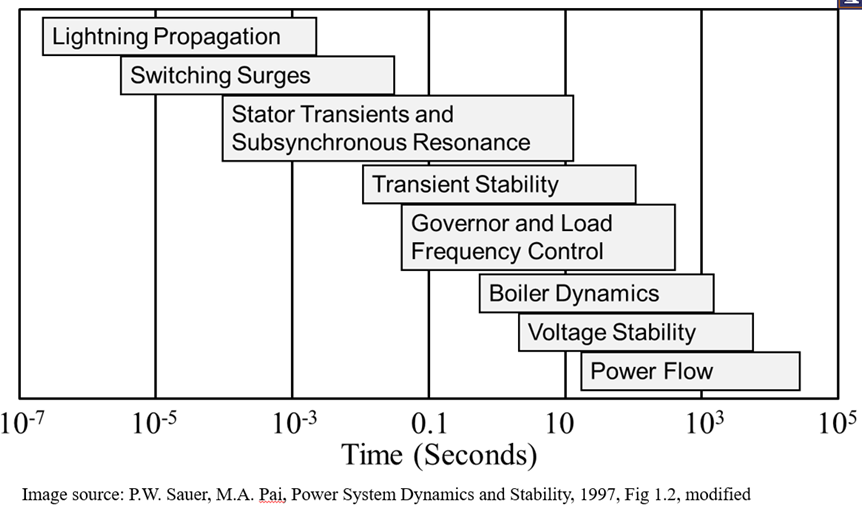 Lightning Propagation
Switching Surges
Stator Transients and
Subsynchronous Resonance
Transient Stability
Governor and Load
Frequency Control
Boiler Dynamics
Voltage Stability
Power Flow
10-7 10-5 10-3 0.1 10 103 105
Time (Seconds)
Image source: P.W. Sauer, M.A. Pai, Power System Dynamics and Stability, 1997, Fig 1.2, modified